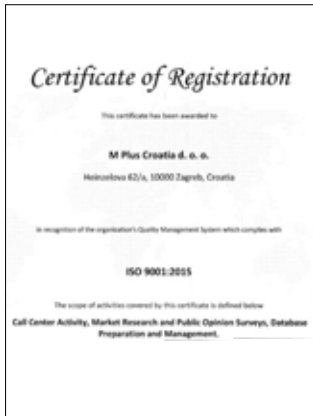 Certificate of Registration
This certificate has been awarded to
M Plus Croatia d. o. o.
Heinzelova 62/a, 10000 Zagreb, Croatia
in recognition of the organization's Quality Management System which complies with
ISO 9001:2015
The scope of activities covered by this certificate is defined below
Call Center Activity, Market Research and Public Opinion Surveys, Database
Preparation and Management.